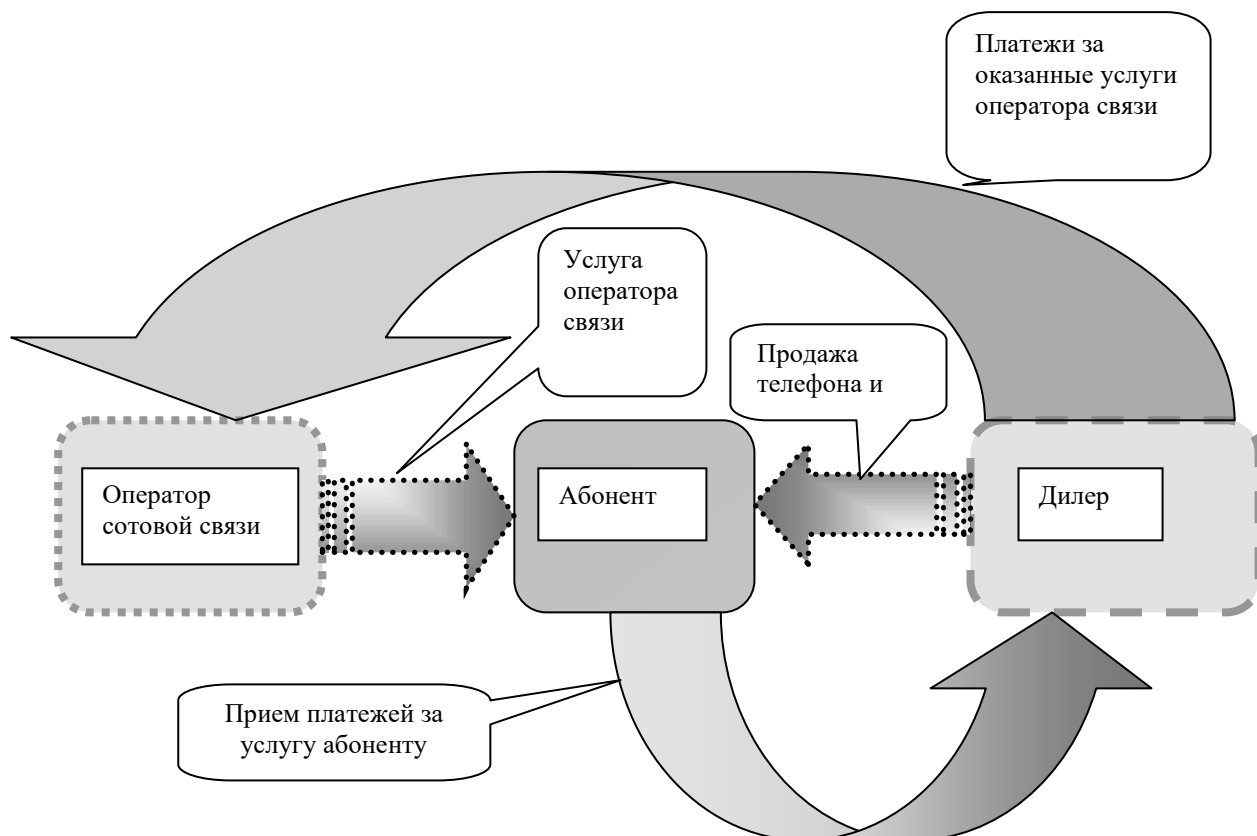 Платежи за
оказанные услуги
оператора связи
Услуга
оператора
связи
Продажа
телефона и
Оператор
сотовой связи
Абонент
Дилер
Прием платежей за
услугу абоненту